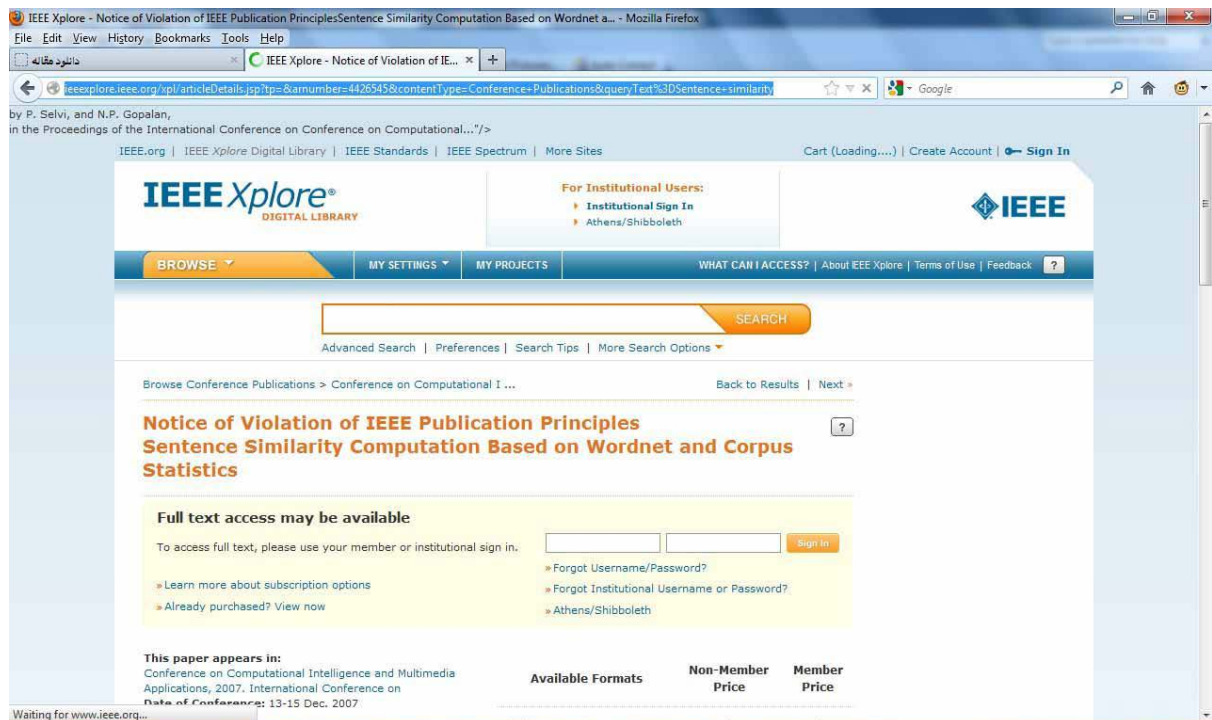 IEEE Xplore - Notice of Violation of IEEE Publication PrinciplesSentence Similarity Computation Based on Wordnet a... - Mozilla Firefox
File Edit View History Bookmarks Tools Help
دانلود مقاله
IEEE Xplore - Notice of Violation of IE...
ieeexplore.ieee.org/xpl/articleDetails.jsp?tp=&arnumber=4426545&contentType=Conference+Publications&queryText%3DSentence+similarity
Google
by P. Selvi, and N.P. Gopalan,
in the Proceedings of the International Conference on Conference on Computational..."/>
IEEE.org | IEEE Xplore Digital Library | IEEE Standards | IEEE Spectrum | More Sites
Cart (Loading....) | Create Account | Sign In
IEEE Xplore®
DIGITAL LIBRARY
For Institutional Users:
Institutional Sign In
Athens/Shibboleth
IEEE
BROWSE MY SETTINGS MY PROJECTS
WHAT CAN I ACCESS? | About IEEE Xplore | Terms of Use | Feedback ?
SEARCH
Advanced Search | Preferences | Search Tips | More Search Options
Browse Conference Publications > Conference on Computational I ...
Back to Results | Next »
Notice of Violation of IEEE Publication Principles
Sentence Similarity Computation Based on Wordnet and Corpus
Statistics
?
Full text access may be available
To access full text, please use your member or institutional sign in.
Sign In
» Learn more about subscription options
» Already purchased? View now
» Forgot Username/Password?
» Forgot Institutional Username or Password?
» Athens/Shibboleth
This paper appears in:
Conference on Computational Intelligence and Multimedia
Applications, 2007. International Conference on
Date of Conference: 13-15 Dec. 2007
Available Formats
Non-Member
Price
Member
Price
Waiting for www.ieee.org...